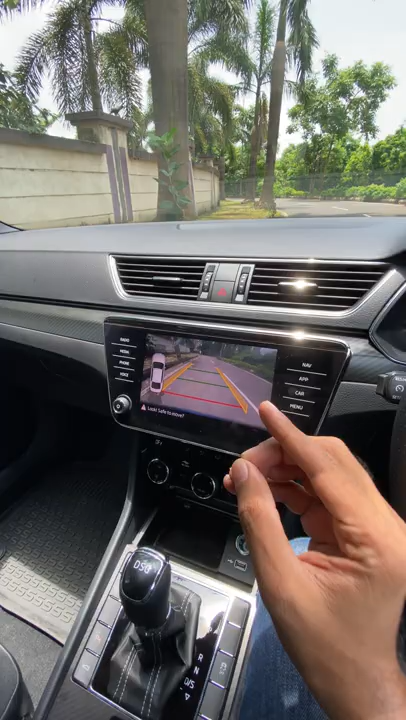 RADIO
MEDIA
PHONE
VOICE
NAV
APP
CAR
MENU
Look! Safe to move?
DSG
R
N
D/S